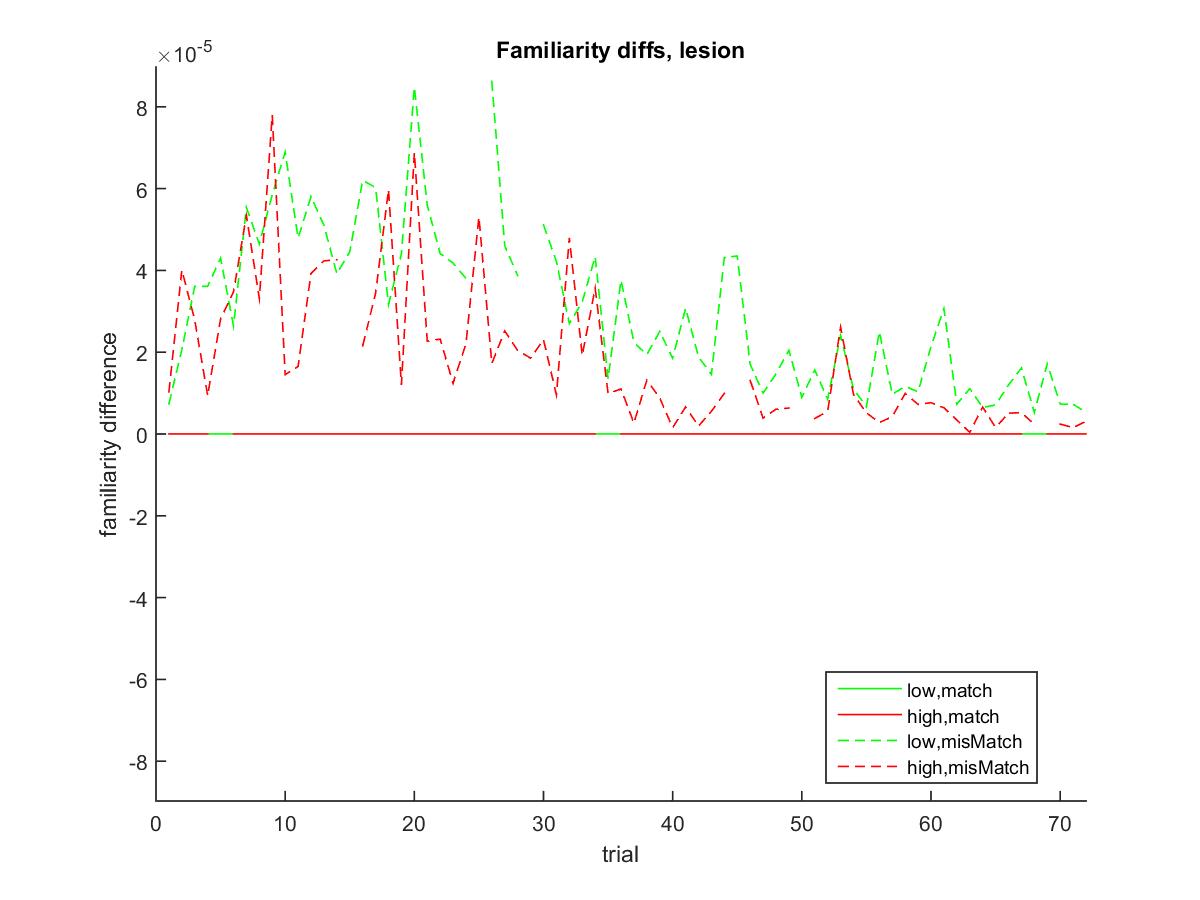 Familiarity diffs, lesion
×10-5
8
6
4
2
0
-2
-4
-6
-8
familiarity difference
0 10 20 30 40 50 60 70
trial
low,match
high,match
low,misMatch
high,misMatch